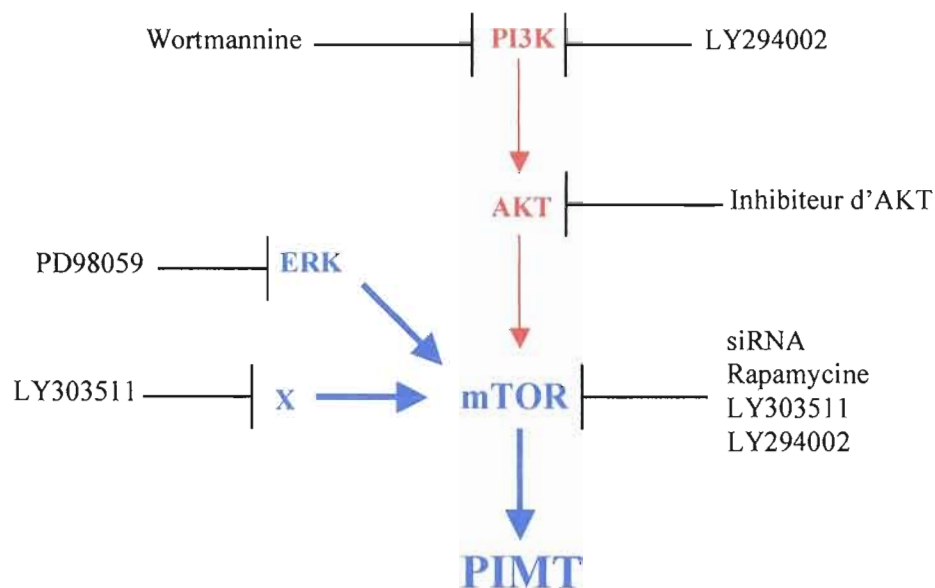 Wortmannine
PI3K
LY294002
AKT
Inhibiteur d'AKT
PD98059
ERK
LY303511
X
mTOR
siRNA
Rapamycine
LY303511
LY294002
PIMT